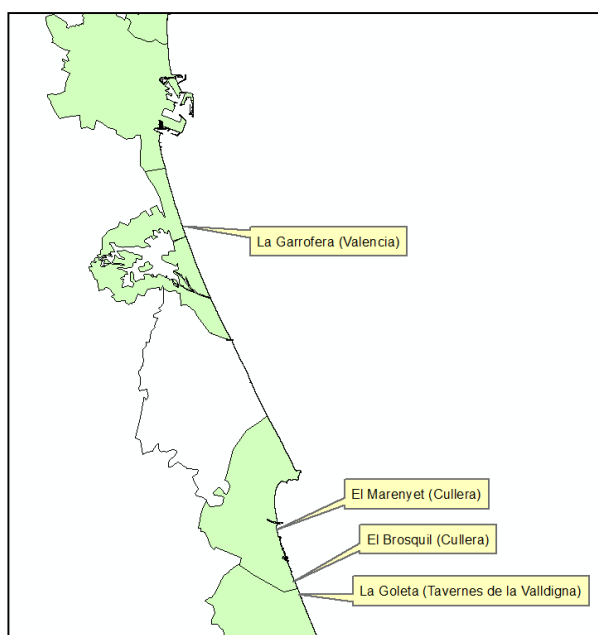 La Garrofera (Valencia)
El Marenyet (Cullera)
El Brosquil (Cullera)
La Goleta (Tavernes de la Valldigna)